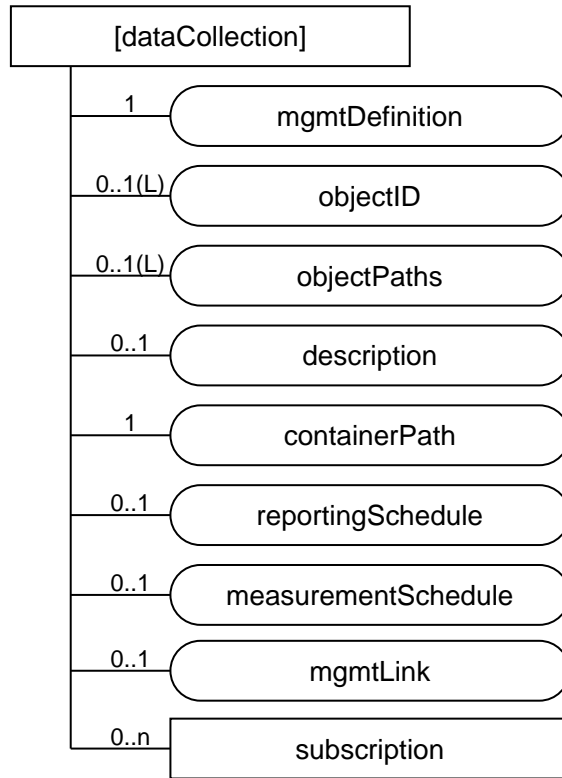 [dataCollection]
1
mgmtDefinition
0..1(L)
objectID
0..1(L)
objectPaths
0..1
description
1
containerPath
0..1
reportingSchedule
0..1
measurementSchedule
0..1
mgmtLink
0..n
subscription